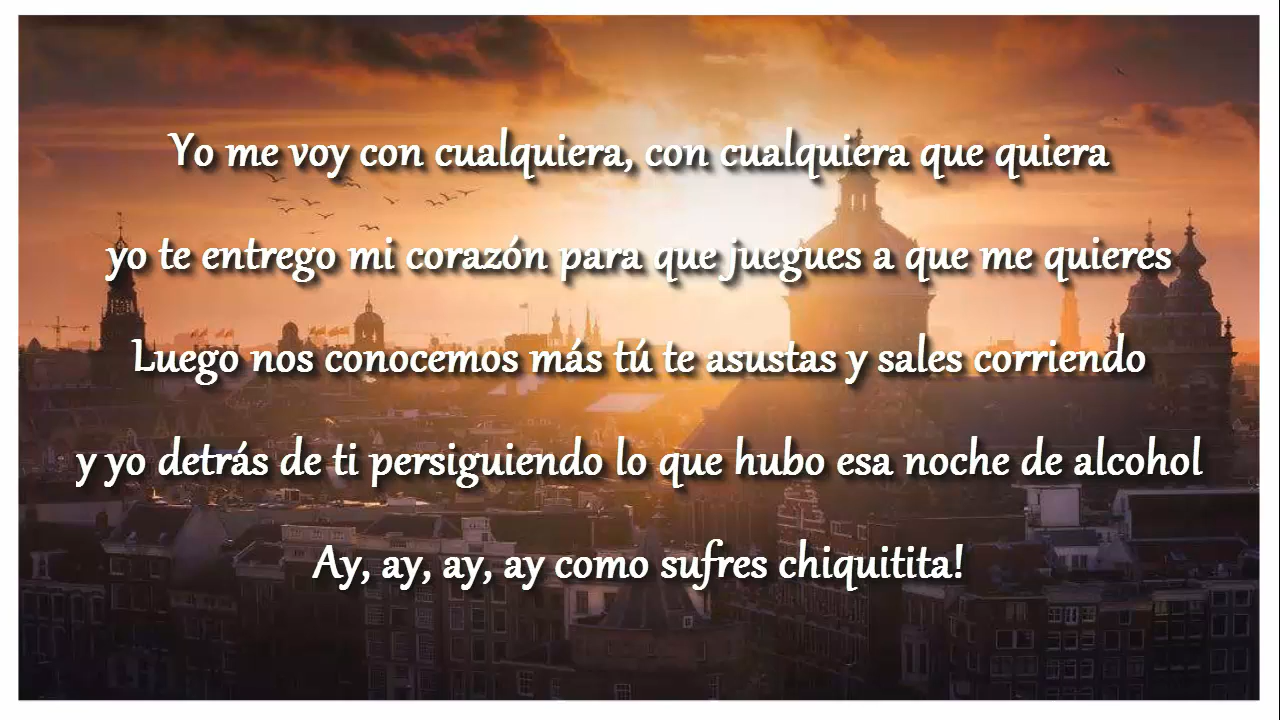 Yo me voy con cualquiera, con cualquiera que quiera
yo te entrego mi corazón para que juegues a que me quieres
Luego nos conocemos más tú te asustas y sales corriendo
y yo detrás de ti persiguiendo lo que hubo esa noche de alcohol
Ay, ay, ay, ay como sufres chiquitita!